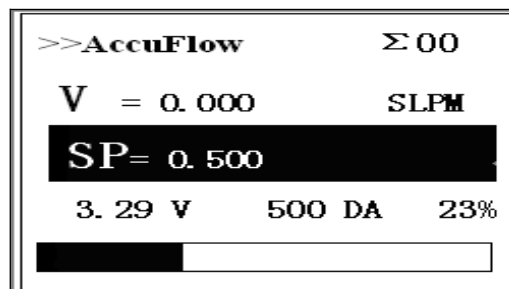 >>AccuFlow Σ00
V = 0.000 SLPM
SP= 0.500
3.29 V 500 DA 23%